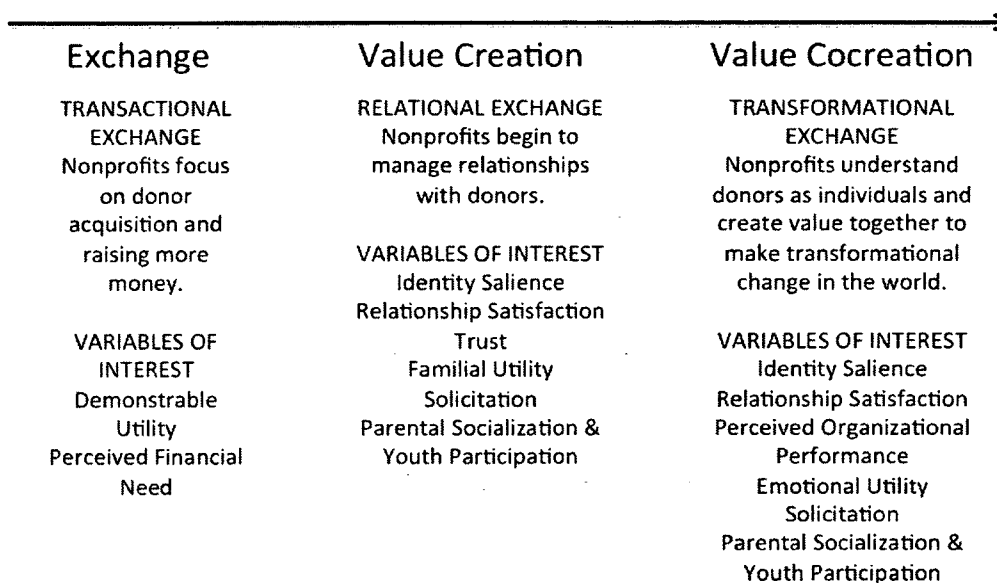 Exchange
TRANSACTIONAL
EXCHANGE
Nonprofits focus
on donor
acquisition and
raising more
money.
VARIABLES OF
INTEREST
Demonstrable
Utility
Perceived Financial
Need
Value Creation
RELATIONAL EXCHANGE
Nonprofits begin to
manage relationships
with donors.
VARIABLES OF INTEREST
Identity Salience
Relationship Satisfaction
Trust
Familial Utility
Solicitation
Parental Socialization &
Youth Participation
Value Cocreation
TRANSFORMATIONAL
EXCHANGE
Nonprofits understand
donors as individuals and
create value together to
make transformational
change in the world.
VARIABLES OF INTEREST
Identity Salience
Relationship Satisfaction
Perceived Organizational
Performance
Emotional Utility
Solicitation
Parental Socialization &
Youth Participation